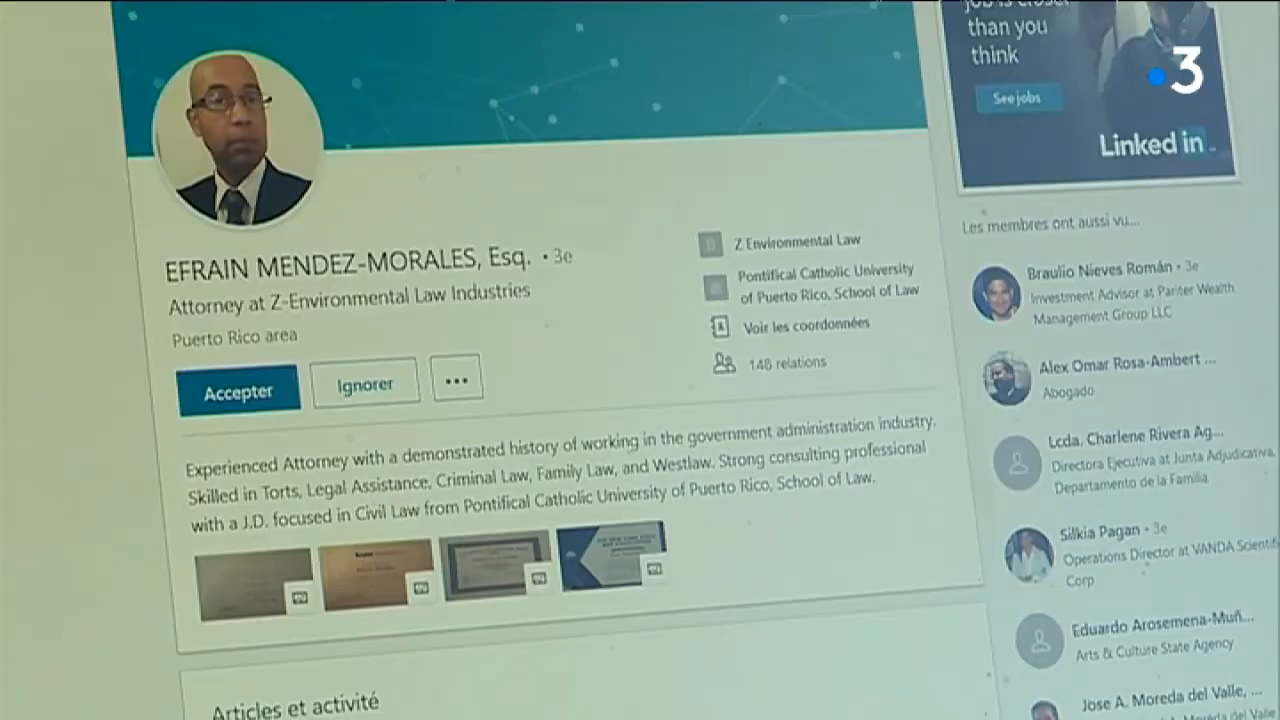 job is closer
than you
think
See jobs
3
Linked in
EFRAIN MENDEZ-MORALES, Esq. • 3e
Attorney at Z-Environmental Law Industries
Puerto Rico area
Accepter
Ignorer
...
Z Environmental Law
Pontifical Catholic University
of Puerto Rico, School of Law
Voir les coordonnées
148 relations
Experienced Attorney with a demonstrated history of working in the government administration industry.
Skilled in Torts, Legal Assistance, Criminal Law, Family Law, and Westlaw. Strong consulting professional
with a J.D. focused in Civil Law from Pontifical Catholic University of Puerto Rico, School of Law.
Articles et activité
Les membres ont aussi vu...
Braulio Nieves Román • 3e
Investment Advisor at Pariter Wealth
Management Group LLC
Alex Omar Rosa-Ambert ...
Abogado
Lcda. Charlene Rivera Ag...
Directora Ejecutiva at Junta Adjudicativa,
Departamento de la Familia
Silkia Pagan • 3e
Operations Director at VANDA Scientif
Corp
Eduardo Arosemena-Muñ...
Arts & Culture State Agency
Jose A. Moreda del Valle, ...
Moreda del Valle